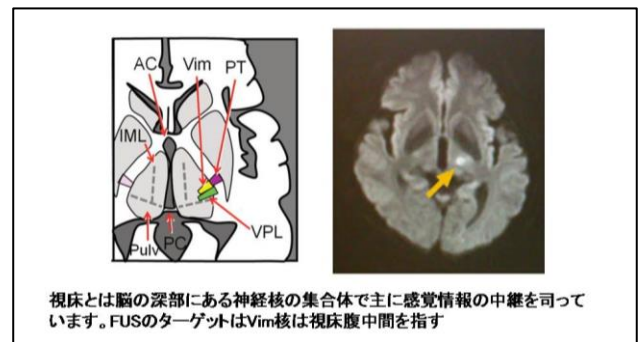 AC Vim PT
IML
VPL
PC
Pulv
視床とは脳の深部にある神経核の集合体で主に感覚情報の中継を司って
います。FUSのターゲットはVim核は視床腹中間を指す